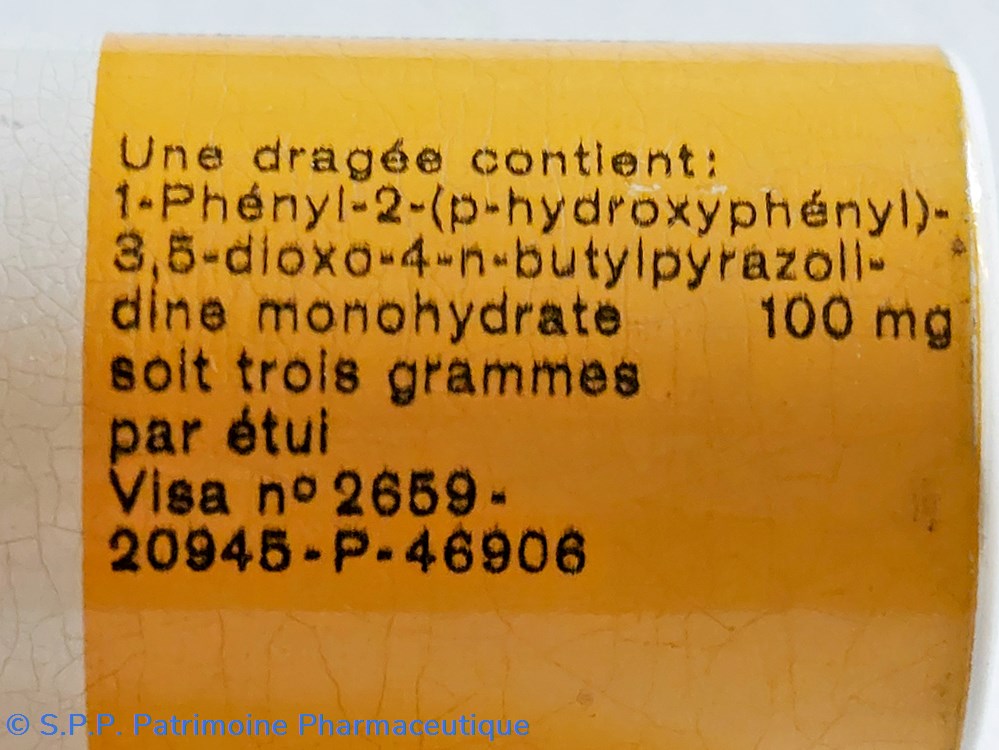 Une dragée contient:
1-Phényl-2-(p-hydroxyphényl)-
3,5-dioxo-4-n-butylpyrazoli-
dine monohydrate 100 mg
soit trois grammes
par étui
Visa nº 2659-
20945-P-46906
© S.P.P. Patrimoine Pharmaceutique